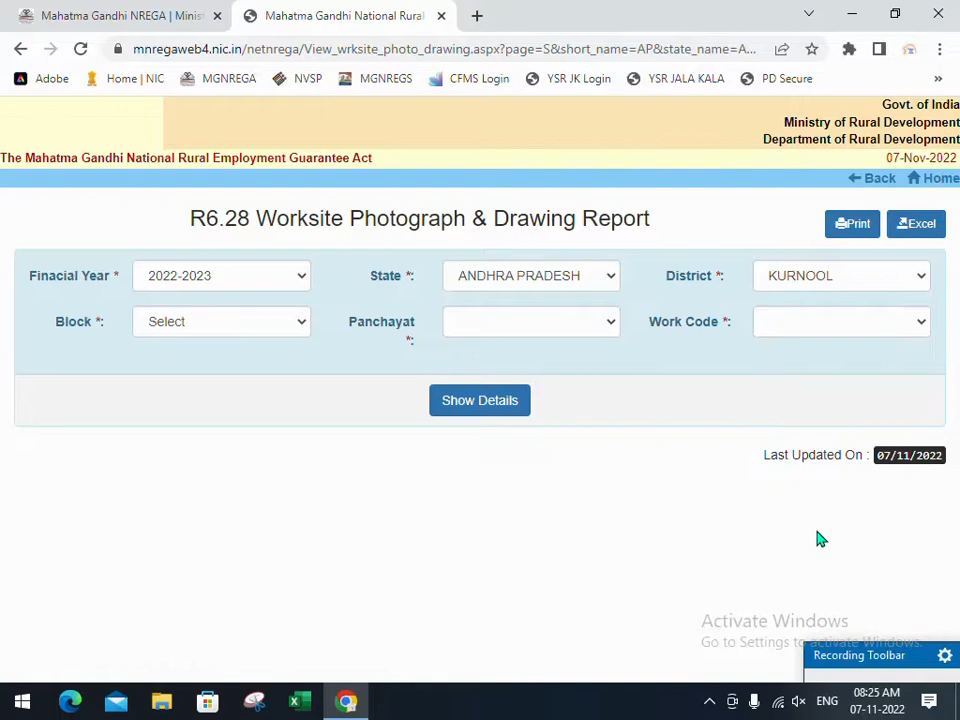 Mahatma Gandhi NREGA | Minist
Mahatma Gandhi National Rural
mnregaweb4.nic.in/netnrega/View_wrksite_photo_drawing.aspx?page=S&short_name=AP&state_name=A...
Adobe
Home | NIC
MGNREGA
NVSP
MGNREGS
CFMS Login
YSR JK Login
YSR JALA KALA
PD Secure
»
Govt. of India
Ministry of Rural Development
Department of Rural Development
The Mahatma Gandhi National Rural Employment Guarantee Act
07-Nov-2022
Back
Home
R6.28 Worksite Photograph & Drawing Report
Print
Excel
Finacial Year *
2022-2023
State *:
ANDHRA PRADESH
District *:
KURNOOL
Block *:
Select
Panchayat
*:
Work Code *:
Show Details
Last Updated On : 07/11/2022
Activate Windows
Go to Settings to activate Windows.
Recording Toolbar
ENG
08:25 AM
07-11-2022